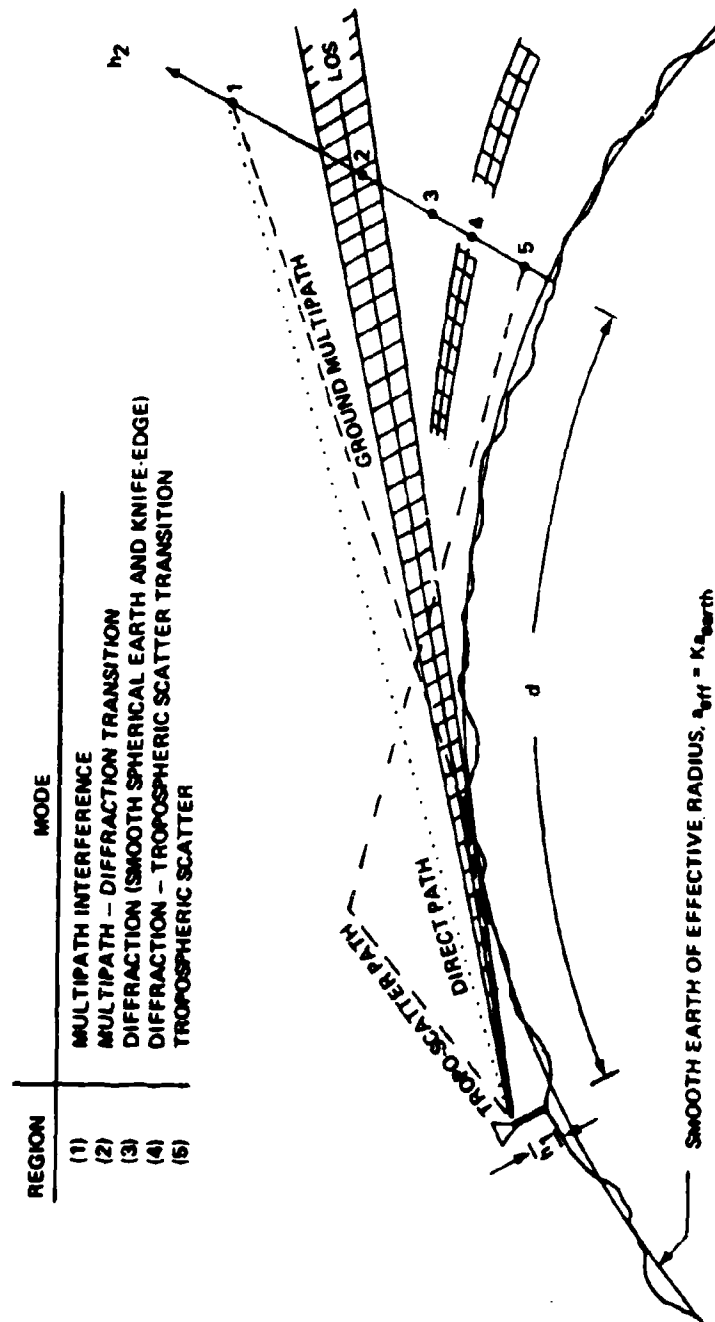 REGION MODE
(1) MULTIPATH INTERFERENCE
(2) MULTIPATH – DIFFRACTION TRANSITION
(3) DIFFRACTION (SMOOTH SPHERICAL EARTH AND KNIFE-EDGE)
(4) DIFFRACTION – TROPOSPHERIC SCATTER TRANSITION
(5) TROPOSPHERIC SCATTER
h2
1
LOS
2
3
4
5
GROUND MULTIPATH
DIRECT PATH
TROPO-SCATTER PATH
h1
d
SMOOTH EARTH OF EFFECTIVE RADIUS, aeff = Kaearth